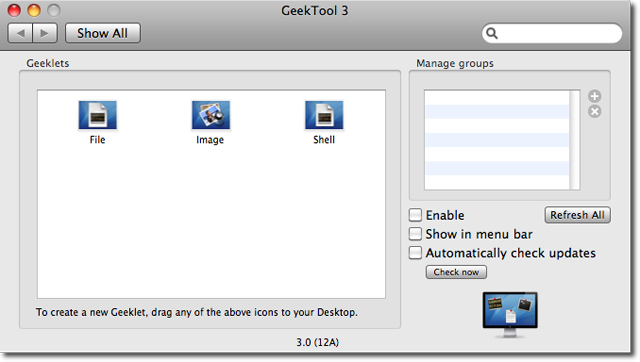 GeekTool 3
Show All
Geeklets
Manage groups
File
Image
Shell
Enable
Refresh All
Show in menu bar
Automatically check updates
Check now
To create a new Geeklet, drag any of the above icons to your Desktop.
3.0 (12A)